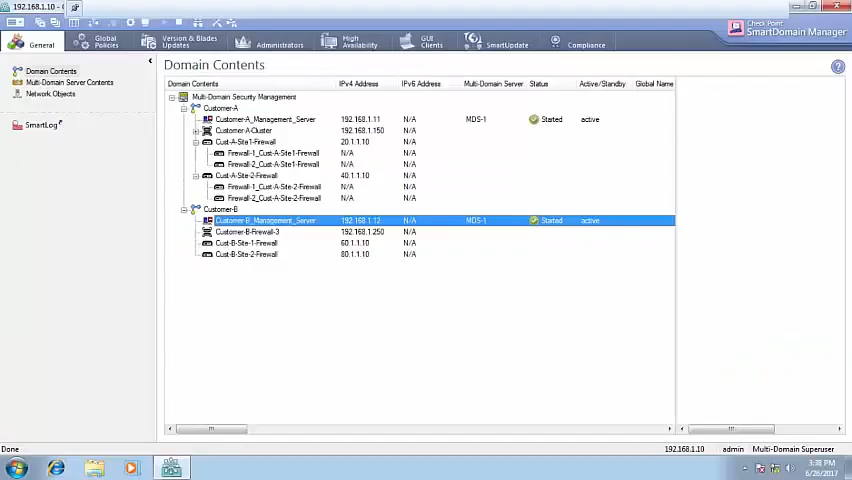 192.168.1.10 - 
General
Global Policies
Version & Blades Updates
Administrators
High Availability
GUI Clients
SmartUpdate
Compliance
Check Point
SmartDomain Manager
Domain Contents
Multi-Domain Server Contents
Network Objects
SmartLog
Domain Contents
Domain Contents IPv4 Address IPv6 Address Multi-Domain Server Status Active/Standby Global Name
Multi-Domain Security Management
Customer-A
Customer-A_Management_Server 192.168.1.11 N/A MDS-1 Started active
Customer-A-Cluster 192.168.1.150 N/A
Cust-A-Site1-Firewall 20.1.1.10 N/A
Firewall-1_Cust-A-Site1-Firewall N/A N/A
Firewall-2_Cust-A-Site1-Firewall N/A N/A
Cust-A-Site-2-Firewall 40.1.1.10 N/A
Firewall-1_Cust-A-Site-2-Firewall N/A N/A
Firewall-2_Cust-A-Site-2-Firewall N/A N/A
Customer-B
Customer-B_Management_Server 192.168.1.12 N/A MDS-1 Started active
Customer-B-Firewall-3 192.168.1.250 N/A
Cust-B-Site-1-Firewall 60.1.1.10 N/A
Cust-B-Site-2-Firewall 80.1.1.10 N/A
Done 192.168.1.10 admin Multi-Domain Superuser
3:38 PM
6/26/2017